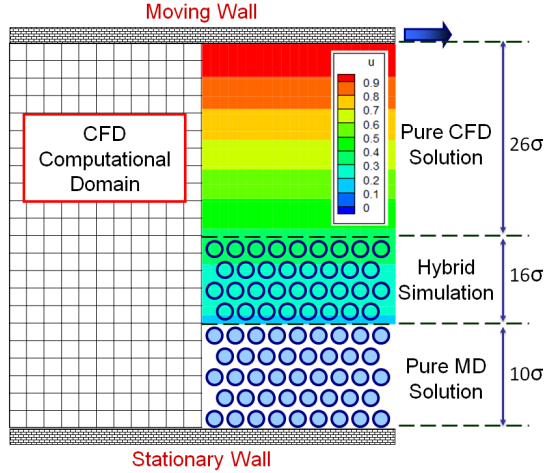 Moving Wall
CFD
Computational
Domain
u
0.9
0.8
0.7
0.6
0.5
0.4
0.3
0.2
0.1
0
Pure CFD
Solution
26σ
Hybrid
Simulation
16σ
Pure MD
Solution
10σ
Stationary Wall